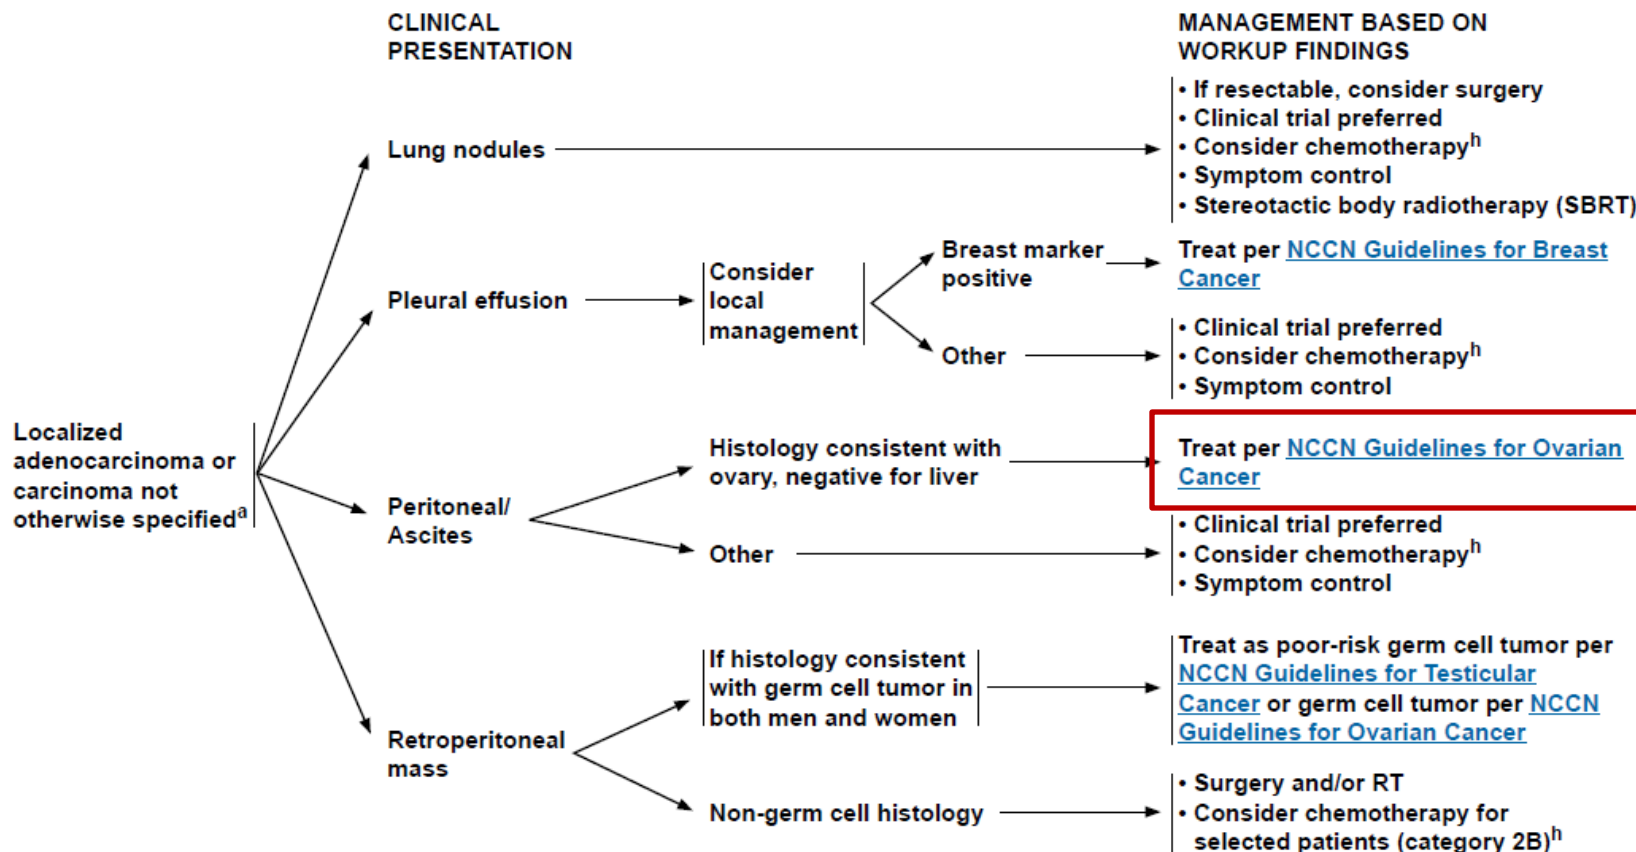 CLINICAL
PRESENTATION
MANAGEMENT BASED ON
WORKUP FINDINGS
Localized
adenocarcinoma or
carcinoma not
otherwise specifiedᵃ
Lung nodules
• If resectable, consider surgery
• Clinical trial preferred
• Consider chemotherapyʰ
• Symptom control
• Stereotactic body radiotherapy (SBRT)
Pleural effusion
Consider
local
management
Breast marker
positive
Treat per NCCN Guidelines for Breast
Cancer
Other
• Clinical trial preferred
• Consider chemotherapyʰ
• Symptom control
Peritoneal/
Ascites
Histology consistent with
ovary, negative for liver
Treat per NCCN Guidelines for Ovarian
Cancer
Other
• Clinical trial preferred
• Consider chemotherapyʰ
• Symptom control
Retroperitoneal
mass
If histology consistent
with germ cell tumor in
both men and women
Treat as poor-risk germ cell tumor per
NCCN Guidelines for Testicular
Cancer or germ cell tumor per NCCN
Guidelines for Ovarian Cancer
Non-germ cell histology
• Surgery and/or RT
• Consider chemotherapy for
selected patients (category 2B)ʰ